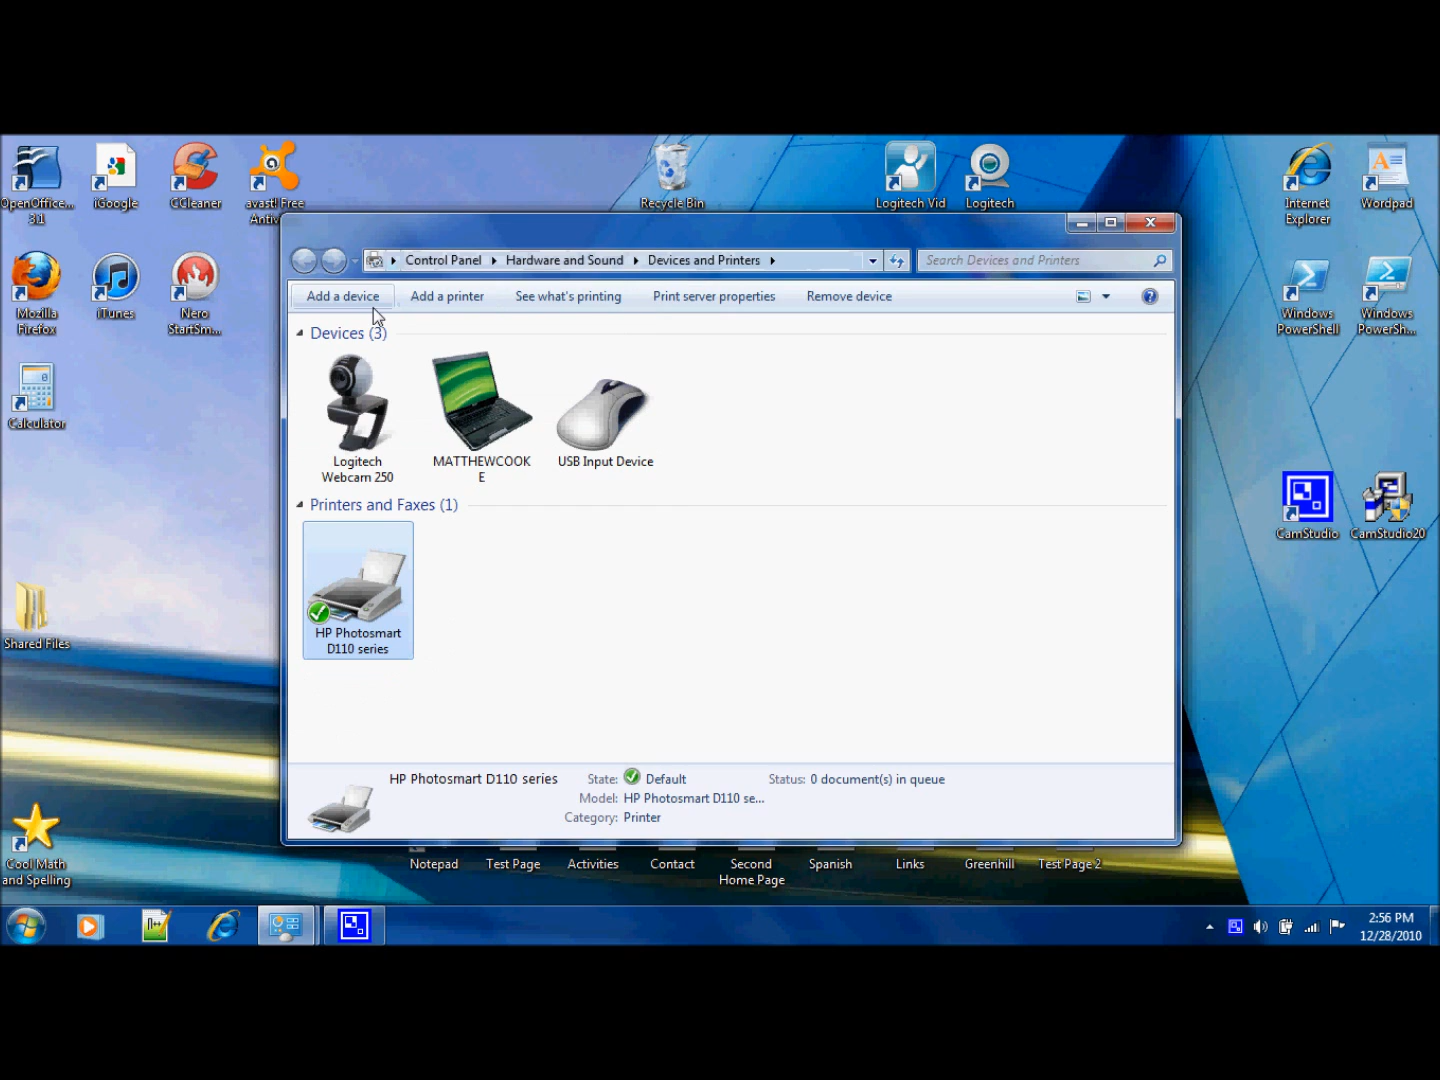 OpenOffice...
3.1
iGoogle
CCleaner
avast! Free
Antiv
Recycle Bin
Logitech Vid
Logitech
Internet
Explorer
Wordpad
Control Panel
Hardware and Sound
Devices and Printers
Search Devices and Printers
Add a device
Add a printer
See what's printing
Print server properties
Remove device
Mozilla
Firefox
iTunes
Nero
StartSm...
Windows
PowerShell
Windows
PowerSh...
Devices (3)
Logitech
Webcam 250
MATTHEWCOOK
E
USB Input Device
Calculator
Printers and Faxes (1)
HP Photosmart
D110 series
CamStudio
CamStudio20
Shared Files
HP Photosmart D110 series
State: Default
Status: 0 document(s) in queue
Model: HP Photosmart D110 se...
Category: Printer
Cool Math
and Spelling
Notepad
Test Page
Activities
Contact
Second
Home Page
Spanish
Links
Greenhill
Test Page 2
2:56 PM
12/28/2010